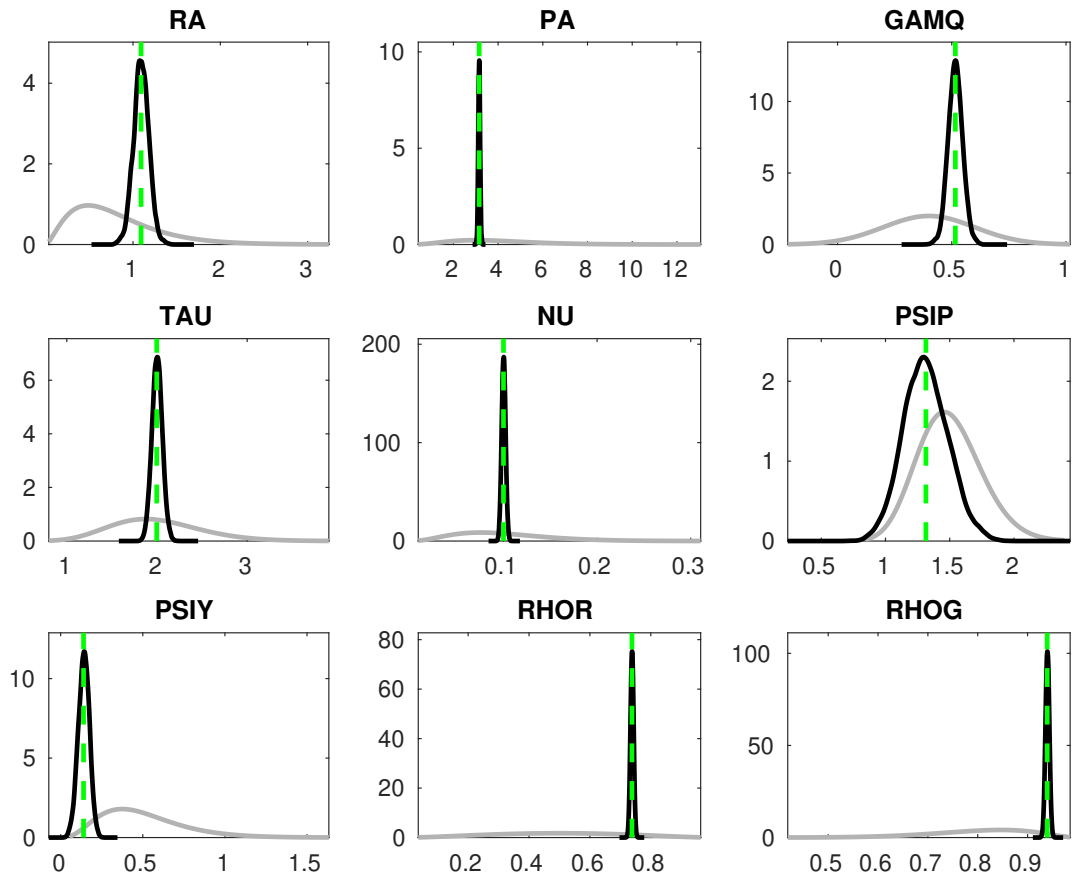 RA PA GAMQ
4 10 10
2 5 5
0 0 0
1 2 3 2 4 6 8 10 12 0 0.5 1
TAU NU PSIP
6 200 2
4 100 1
2 0 0
0
1 2 3 0.1 0.2 0.3 0.5 1 1.5 2
PSIY RHOR RHOG
10 80 100
5 60 50
0 40 0
20
0
0 0.5 1 1.5 0.2 0.4 0.6 0.8 0.5 0.6 0.7 0.8 0.9